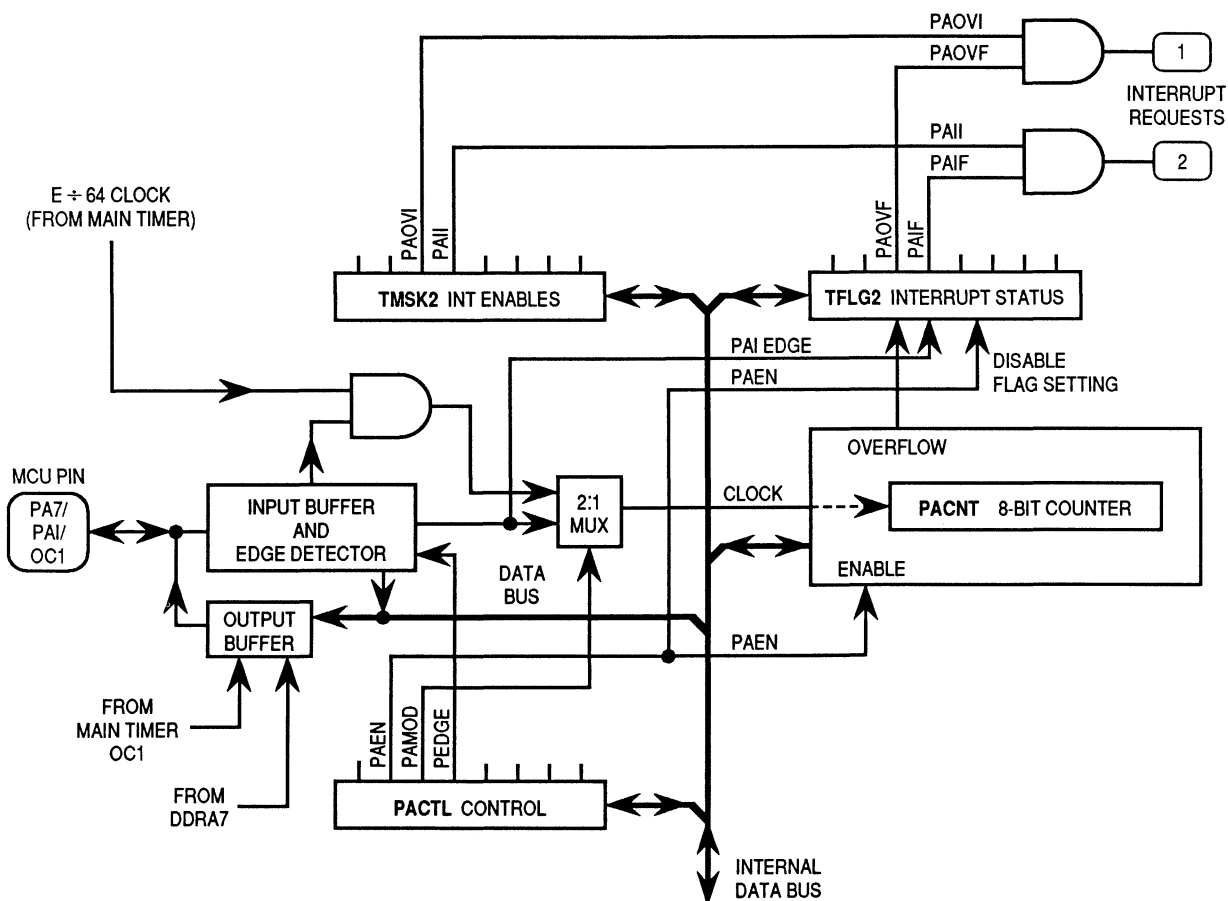 PAOVI
PAOVF
1
INTERRUPT
REQUESTS
PAII
PAIF
2
E ÷ 64 CLOCK
(FROM MAIN TIMER)
PAOVI
PAII
PAOVF
PAIF
TMSK2 INT ENABLES
TFLG2 INTERRUPT STATUS
PAI EDGE
PAEN
DISABLE
FLAG SETTING
OVERFLOW
MCU PIN
PA7/
PAI/
OC1
INPUT BUFFER
AND
EDGE DETECTOR
2:1
MUX
CLOCK
PACNT 8-BIT COUNTER
ENABLE
DATA
BUS
OUTPUT
BUFFER
PAEN
FROM
MAIN TIMER
OC1
PAEN
PAMOD
PEDGE
FROM
DDRA7
PACTL CONTROL
INTERNAL
DATA BUS